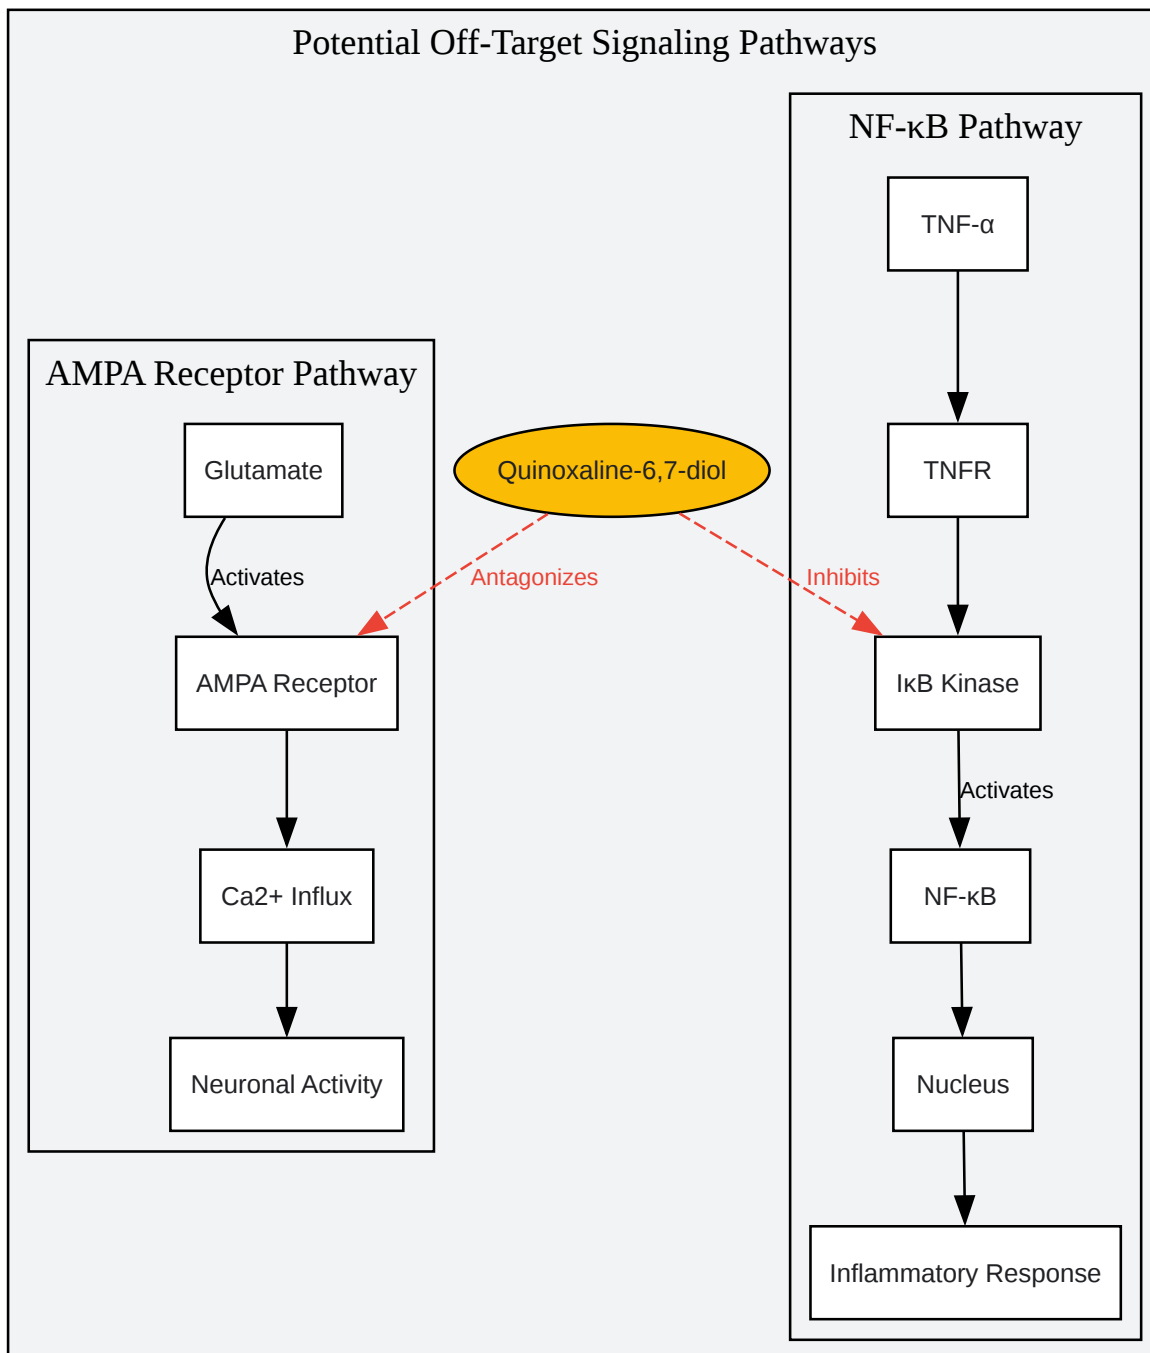 Potential Off-Target Signaling Pathways
NF-κB Pathway
TNF-α
AMPA Receptor Pathway
Glutamate
Quinoxaline-6,7-diol
TNFR
Activates
Antagonizes
Inhibits
AMPA Receptor
IκB Kinase
Activates
Ca2+ Influx
NF-κB
Neuronal Activity
Nucleus
Inflammatory Response